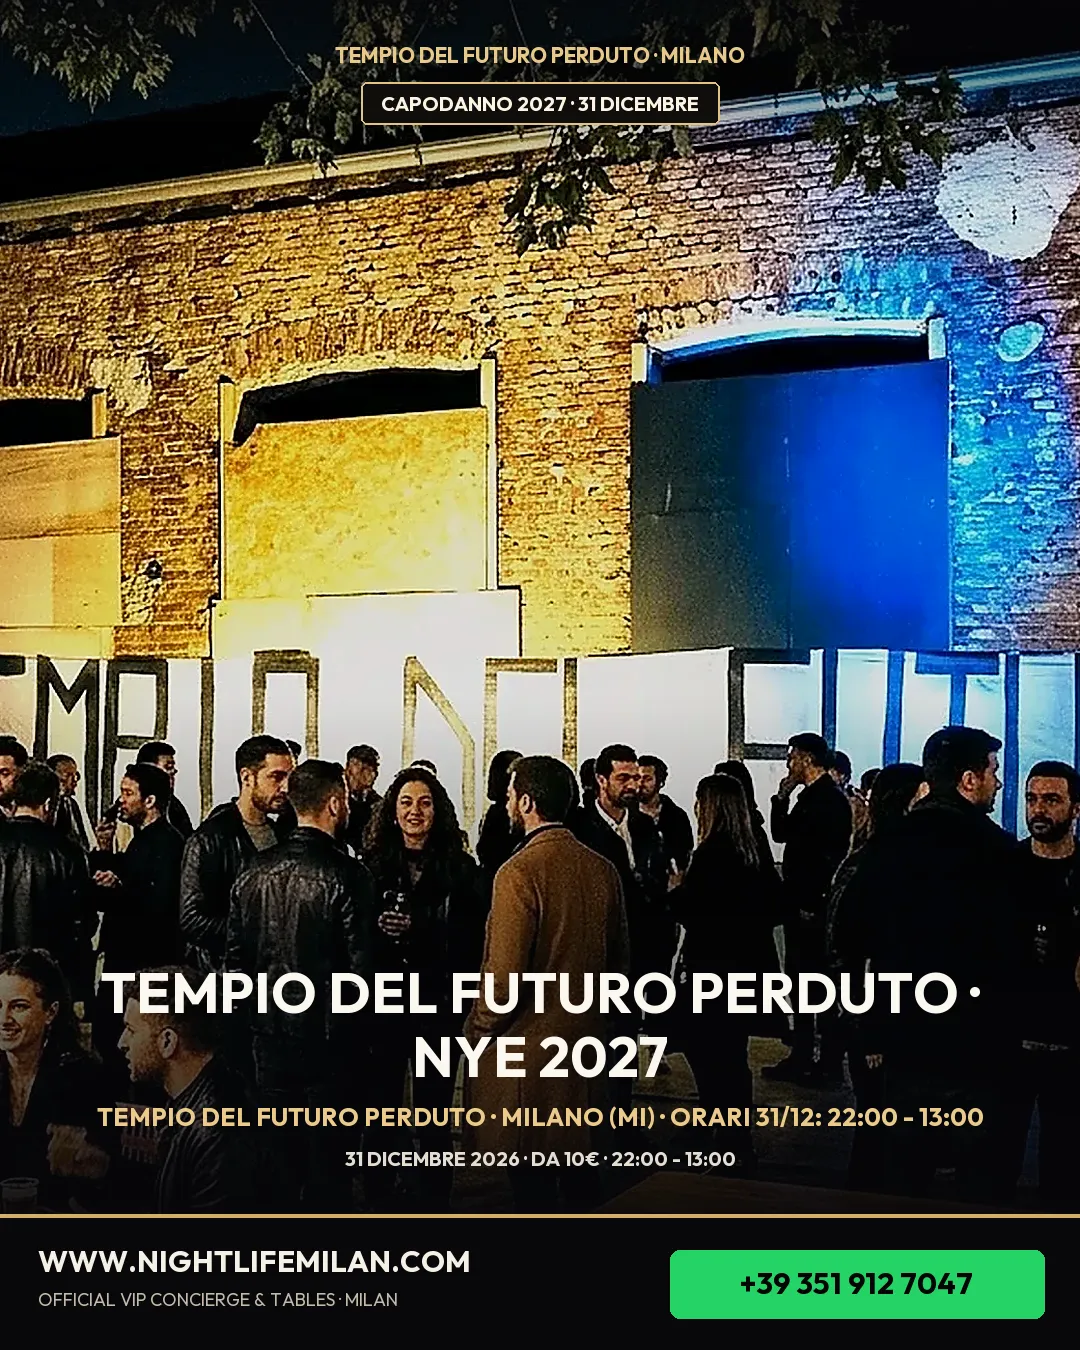 TEMPIO DEL FUTURO PERDUTO · MILANO
CAPODANNO 2027 · 31 DICEMBRE
TEMPIO DEL FUTURO PERDUTO ·
NYE 2027
TEMPIO DEL FUTURO PERDUTO · MILANO (MI) · ORARI 31/12: 22:00 - 13:00
31 DICEMBRE 2026 · DA 10€ · 22:00 - 13:00
WWW.NIGHTLIFEMILAN.COM
OFFICIAL VIP CONCIERGE & TABLES · MILAN
+39 351 912 7047